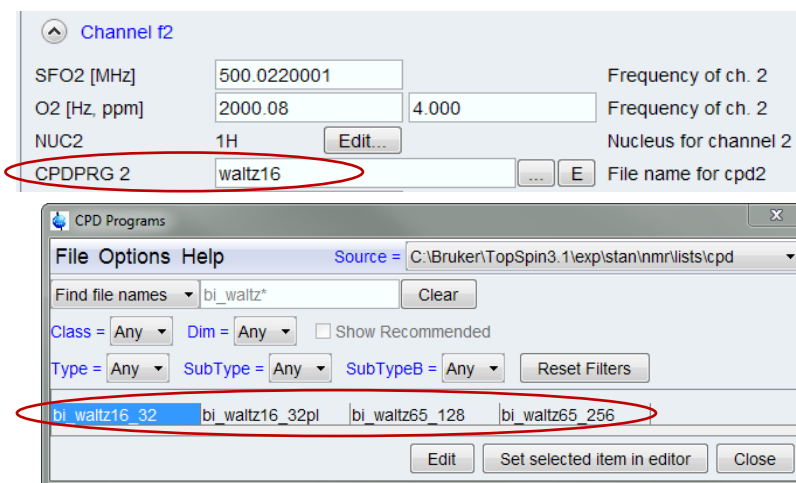 Channel f2
SFO2 [MHz] 500.0220001 Frequency of ch. 2
O2 [Hz, ppm] 2000.08 4.000 Frequency of ch. 2
NUC2 1H Edit... Nucleus for channel 2
CPDPRG 2 waltz16 ... E File name for cpd2
CPD Programs x
File Options Help Source = C:\Bruker\TopSpin3.1\exp\stan\nmr\lists\cpd
Find file names bi_waltz* Clear
Class = Any Dim = Any Show Recommended
Type = Any SubType = Any SubTypeB = Any Reset Filters
bi_waltz16_32 bi_waltz16_32pl bi_waltz65_128 bi_waltz65_256
Edit Set selected item in editor Close